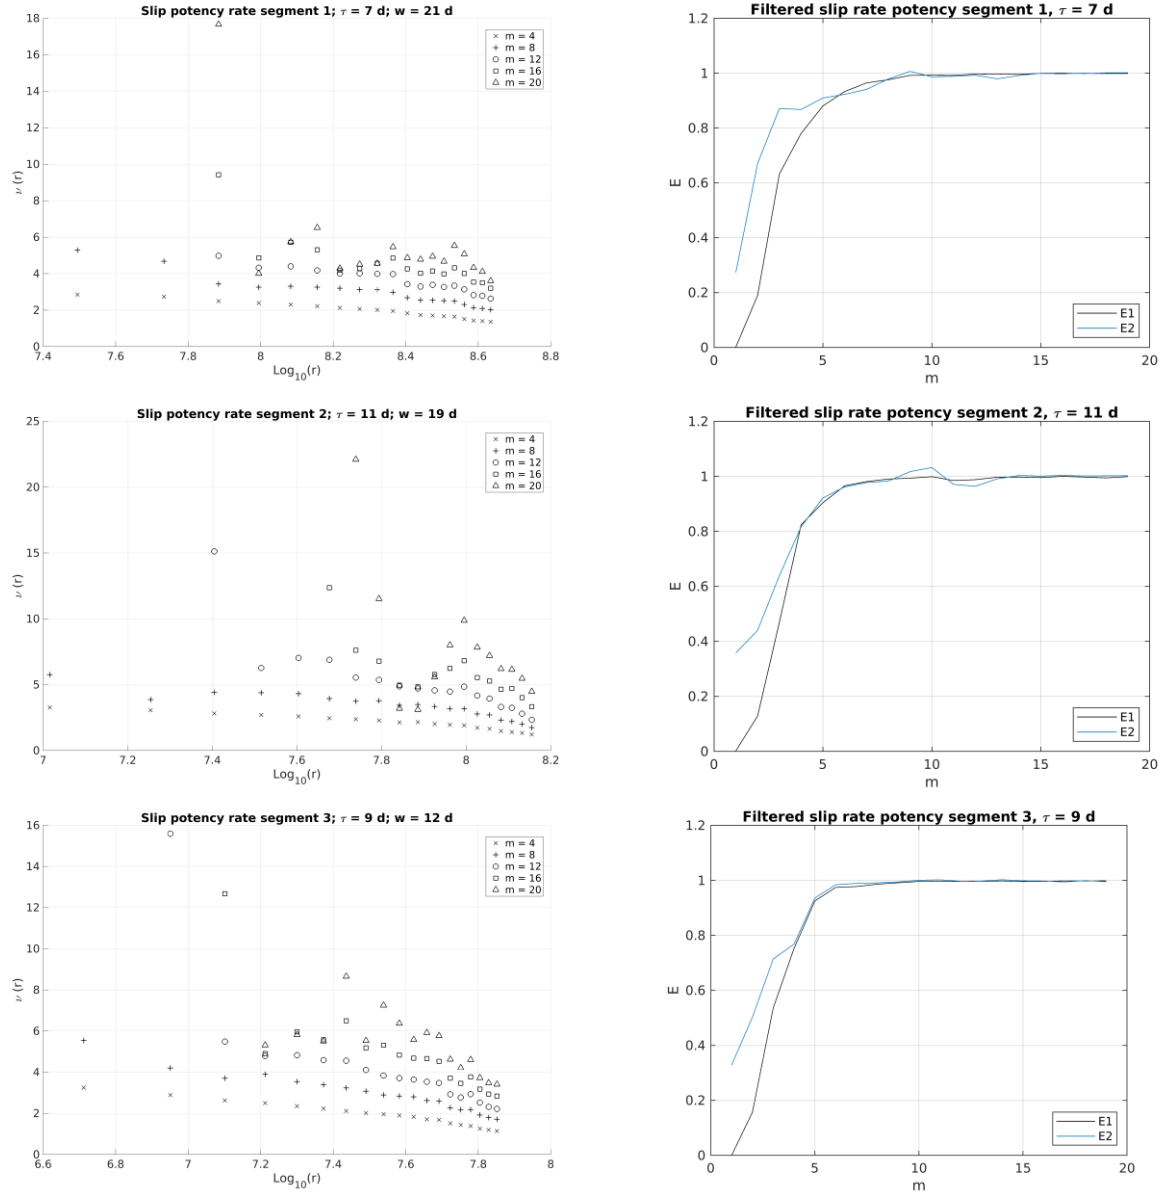 Slip potency rate segment 1; τ = 7 d; w = 21 d
18
16
14
12
10
8
6
4
2
0
ν (r)
7.4 7.6 7.8 8 8.2 8.4 8.6 8.8
Log10(r)
m = 4
m = 8
m = 12
m = 16
m = 20
Filtered slip rate potency segment 1, τ = 7 d
1.2
1
0.8
0.6
0.4
0.2
0
E
0 5 10 15 20
m
E1
E2
Slip potency rate segment 2; τ = 11 d; w = 19 d
25
20
15
10
5
0
ν (r)
7 7.2 7.4 7.6 7.8 8 8.2
Log10(r)
m = 4
m = 8
m = 12
m = 16
m = 20
Filtered slip rate potency segment 2, τ = 11 d
1.2
1
0.8
0.6
0.4
0.2
0
E
0 5 10 15 20
m
E1
E2
Slip potency rate segment 3; τ = 9 d; w = 12 d
16
14
12
10
8
6
4
2
0
ν (r)
6.6 6.8 7 7.2 7.4 7.6 7.8 8
Log10(r)
m = 4
m = 8
m = 12
m = 16
m = 20
Filtered slip rate potency segment 3, τ = 9 d
1.2
1
0.8
0.6
0.4
0.2
0
E
0 5 10 15 20
m
E1
E2